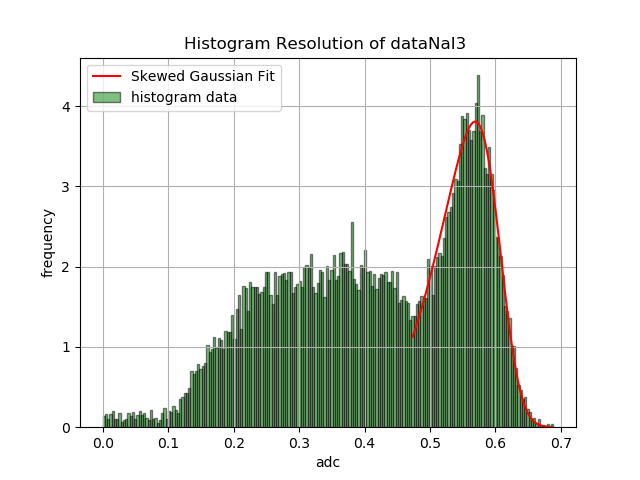 Histogram Resolution of dataNaI3
Skewed Gaussian Fit
histogram data
frequency
4
3
2
1
0
0.0 0.1 0.2 0.3 0.4 0.5 0.6 0.7
adc